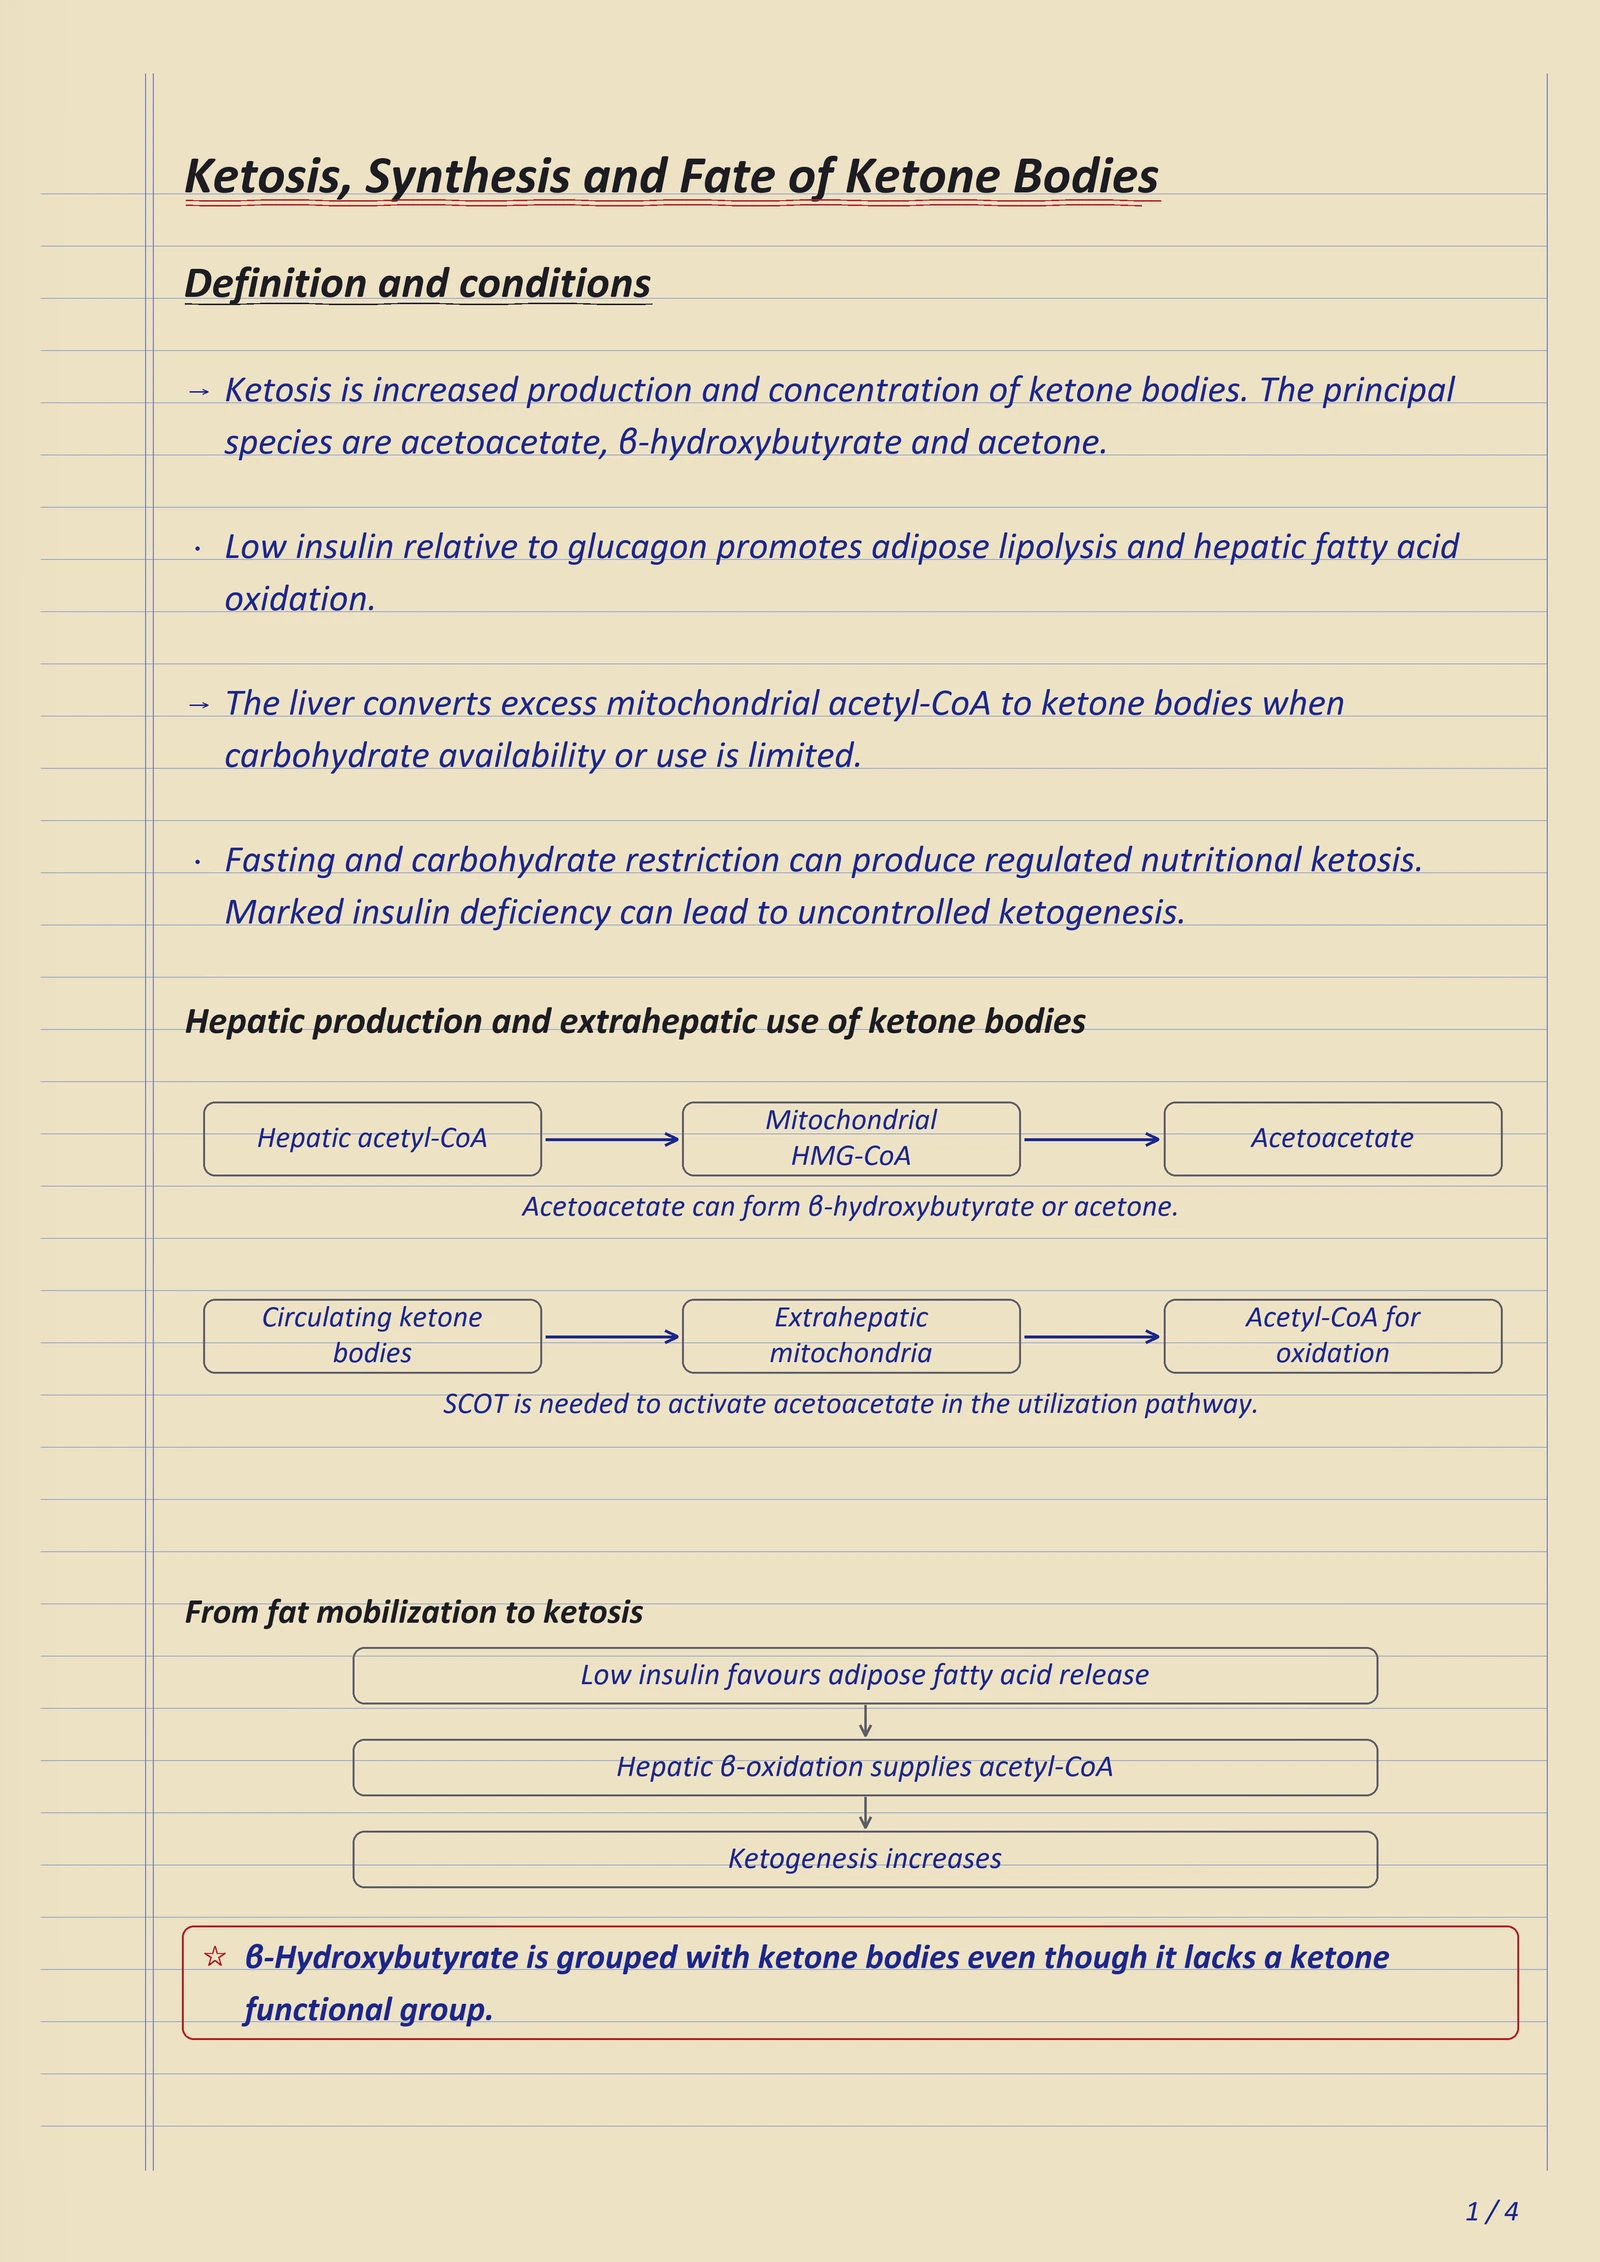 Ketosis, Synthesis and Fate of Ketone Bodies
Definition and conditions
→ Ketosis is increased production and concentration of ketone bodies. The principal
species are acetoacetate, β-hydroxybutyrate and acetone.
· Low insulin relative to glucagon promotes adipose lipolysis and hepatic fatty acid
oxidation.
→ The liver converts excess mitochondrial acetyl-CoA to ketone bodies when
carbohydrate availability or use is limited.
· Fasting and carbohydrate restriction can produce regulated nutritional ketosis.
Marked insulin deficiency can lead to uncontrolled ketogenesis.
Hepatic production and extrahepatic use of ketone bodies
Hepatic acetyl-CoA
Mitochondrial
HMG-CoA
Acetoacetate
Acetoacetate can form β-hydroxybutyrate or acetone.
Circulating ketone
bodies
Extrahepatic
mitochondria
Acetyl-CoA for
oxidation
SCOT is needed to activate acetoacetate in the utilization pathway.
From fat mobilization to ketosis
Low insulin favours adipose fatty acid release
Hepatic β-oxidation supplies acetyl-CoA
Ketogenesis increases
☆ β-Hydroxybutyrate is grouped with ketone bodies even though it lacks a ketone
functional group.
1 / 4